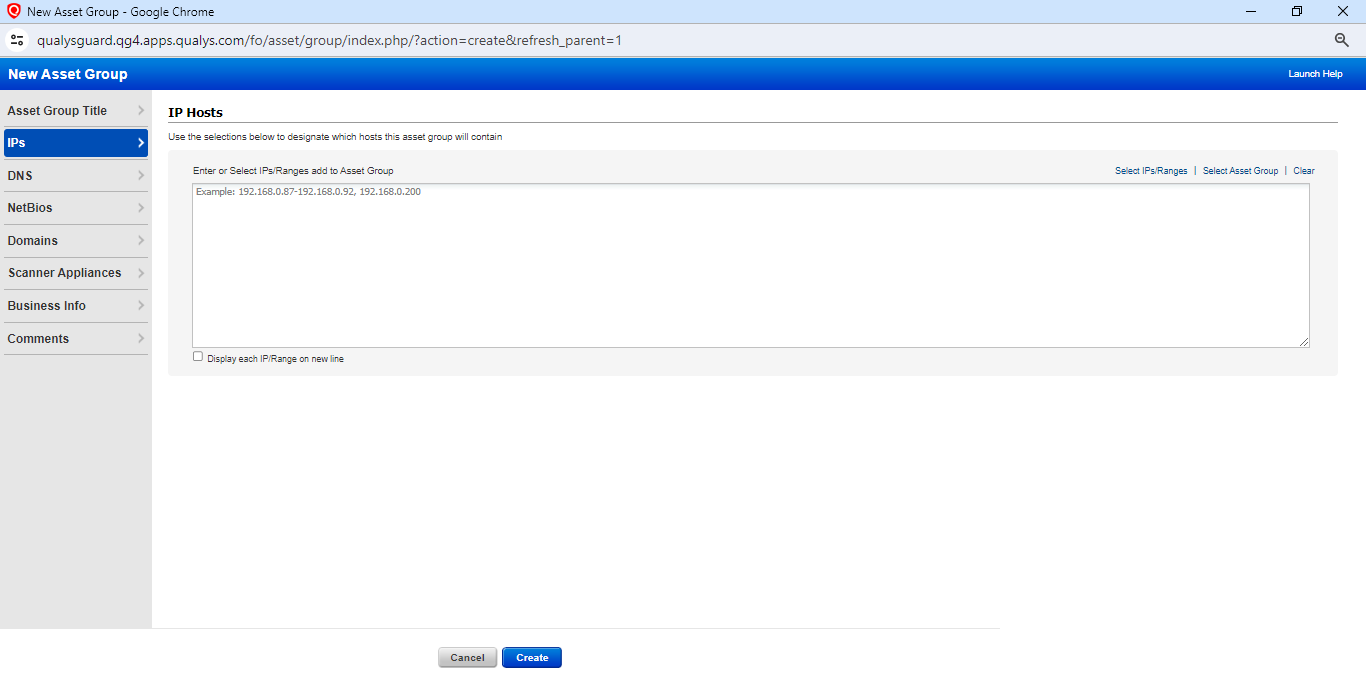 New Asset Group - Google Chrome
qualysguard.qg4.apps.qualys.com/fo/asset/group/index.php/?action=create&refresh_parent=1
New Asset Group
Launch Help
Asset Group Title
IPs
DNS
NetBios
Domains
Scanner Appliances
Business Info
Comments
IP Hosts
Use the selections below to designate which hosts this asset group will contain
Enter or Select IPs/Ranges add to Asset Group
Select IPs/Ranges | Select Asset Group | Clear
Example: 192.168.0.87-192.168.0.92, 192.168.0.200
Display each IP/Range on new line
Cancel
Create